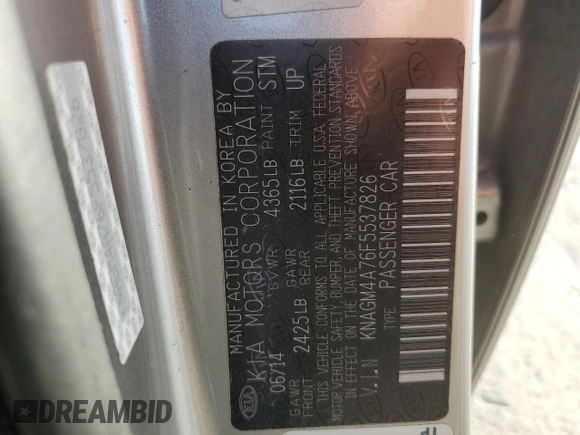 MANUFACTURED IN KOREA BY
KIA MOTORS CORPORATION
06/14 GVWR 4365LB PAINT STM
GAWR FRONT 2425LB GAWR REAR 2116LB TRIM UP
THIS VEHICLE CONFORMS TO ALL APPLICABLE U.S.A. FEDERAL
MOTOR VEHICLE SAFETY BUMPER, AND THEFT PREVENTION STANDARDS
IN EFFECT ON THE DATE OF MANUFACTURE SHOWN ABOVE
V.I.N KNAGM4A76F5537826
TYPE PASSENGER CAR
KIA
DREAMBID